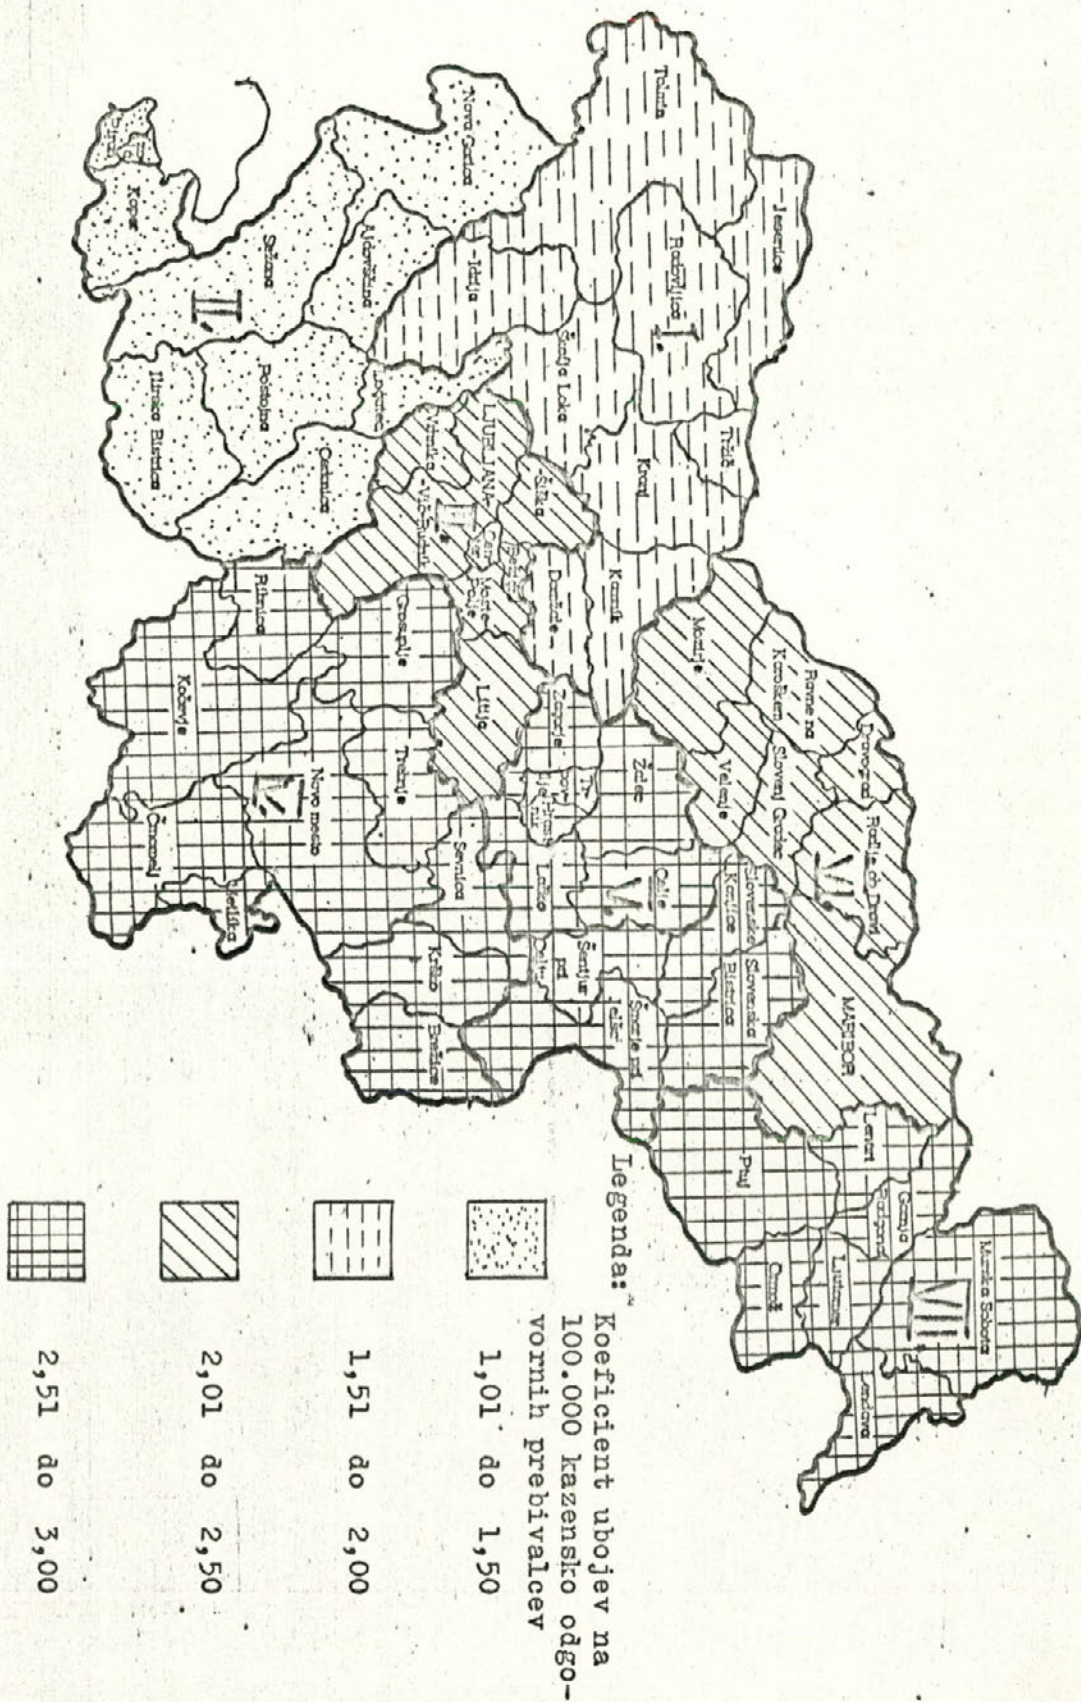 Jesenice
Tolmin
Radovljica
I.
Tržič
Kranj
Škofja Loka
Idrija
Kamnik
Domžale
Nova Gorica
Ajdovščina
Sežana
II.
Koper
Postojna
Ilirska Bistrica
Cerknica
Logatec
Vrhnika
LJUBLJANA-
Šiška
Litija
Grosuplje
Ribnica
Kočevje
Črnomelj
Metlika
Novo mesto
IV.
Trebnje
Sevnica
Krško
Brežice
Zagorje
Žalec
Celje
V.
Laško
Šentjur
pri
Celju
Šmarje pri
Jelšah
Slovenske
Konjice
Slovenska
Bistrica
Mozirje
Velenje
Ravne na
Koroškem
Slovenj Gradec
Dravograd
Radlje ob Dravi
VI.
MARIBOR
Lenart
Ptuj
Ormož
Ljutomer
Gornja
Radgona
Murska Sobota
VII.
Lendava
Legenda:
Koeficient ubojev na
100.000 kazensko odgo-
vornih prebivalcev
1,01 do 1,50
1,51 do 2,00
2,01 do 2,50
2,51 do 3,00